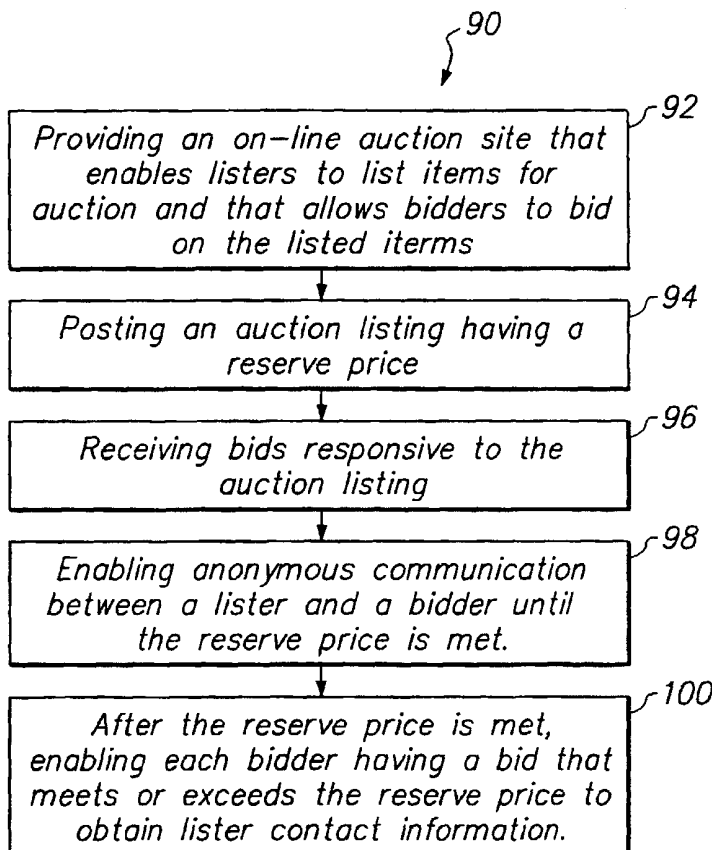 90
92
Providing an on-line auction site that
enables listers to list items for
auction and that allows bidders to bid
on the listed iterms
94
Posting an auction listing having a
reserve price
96
Receiving bids responsive to the
auction listing
98
Enabling anonymous communication
between a lister and a bidder until
the reserve price is met.
100
After the reserve price is met,
enabling each bidder having a bid that
meets or exceeds the reserve price to
obtain lister contact information.